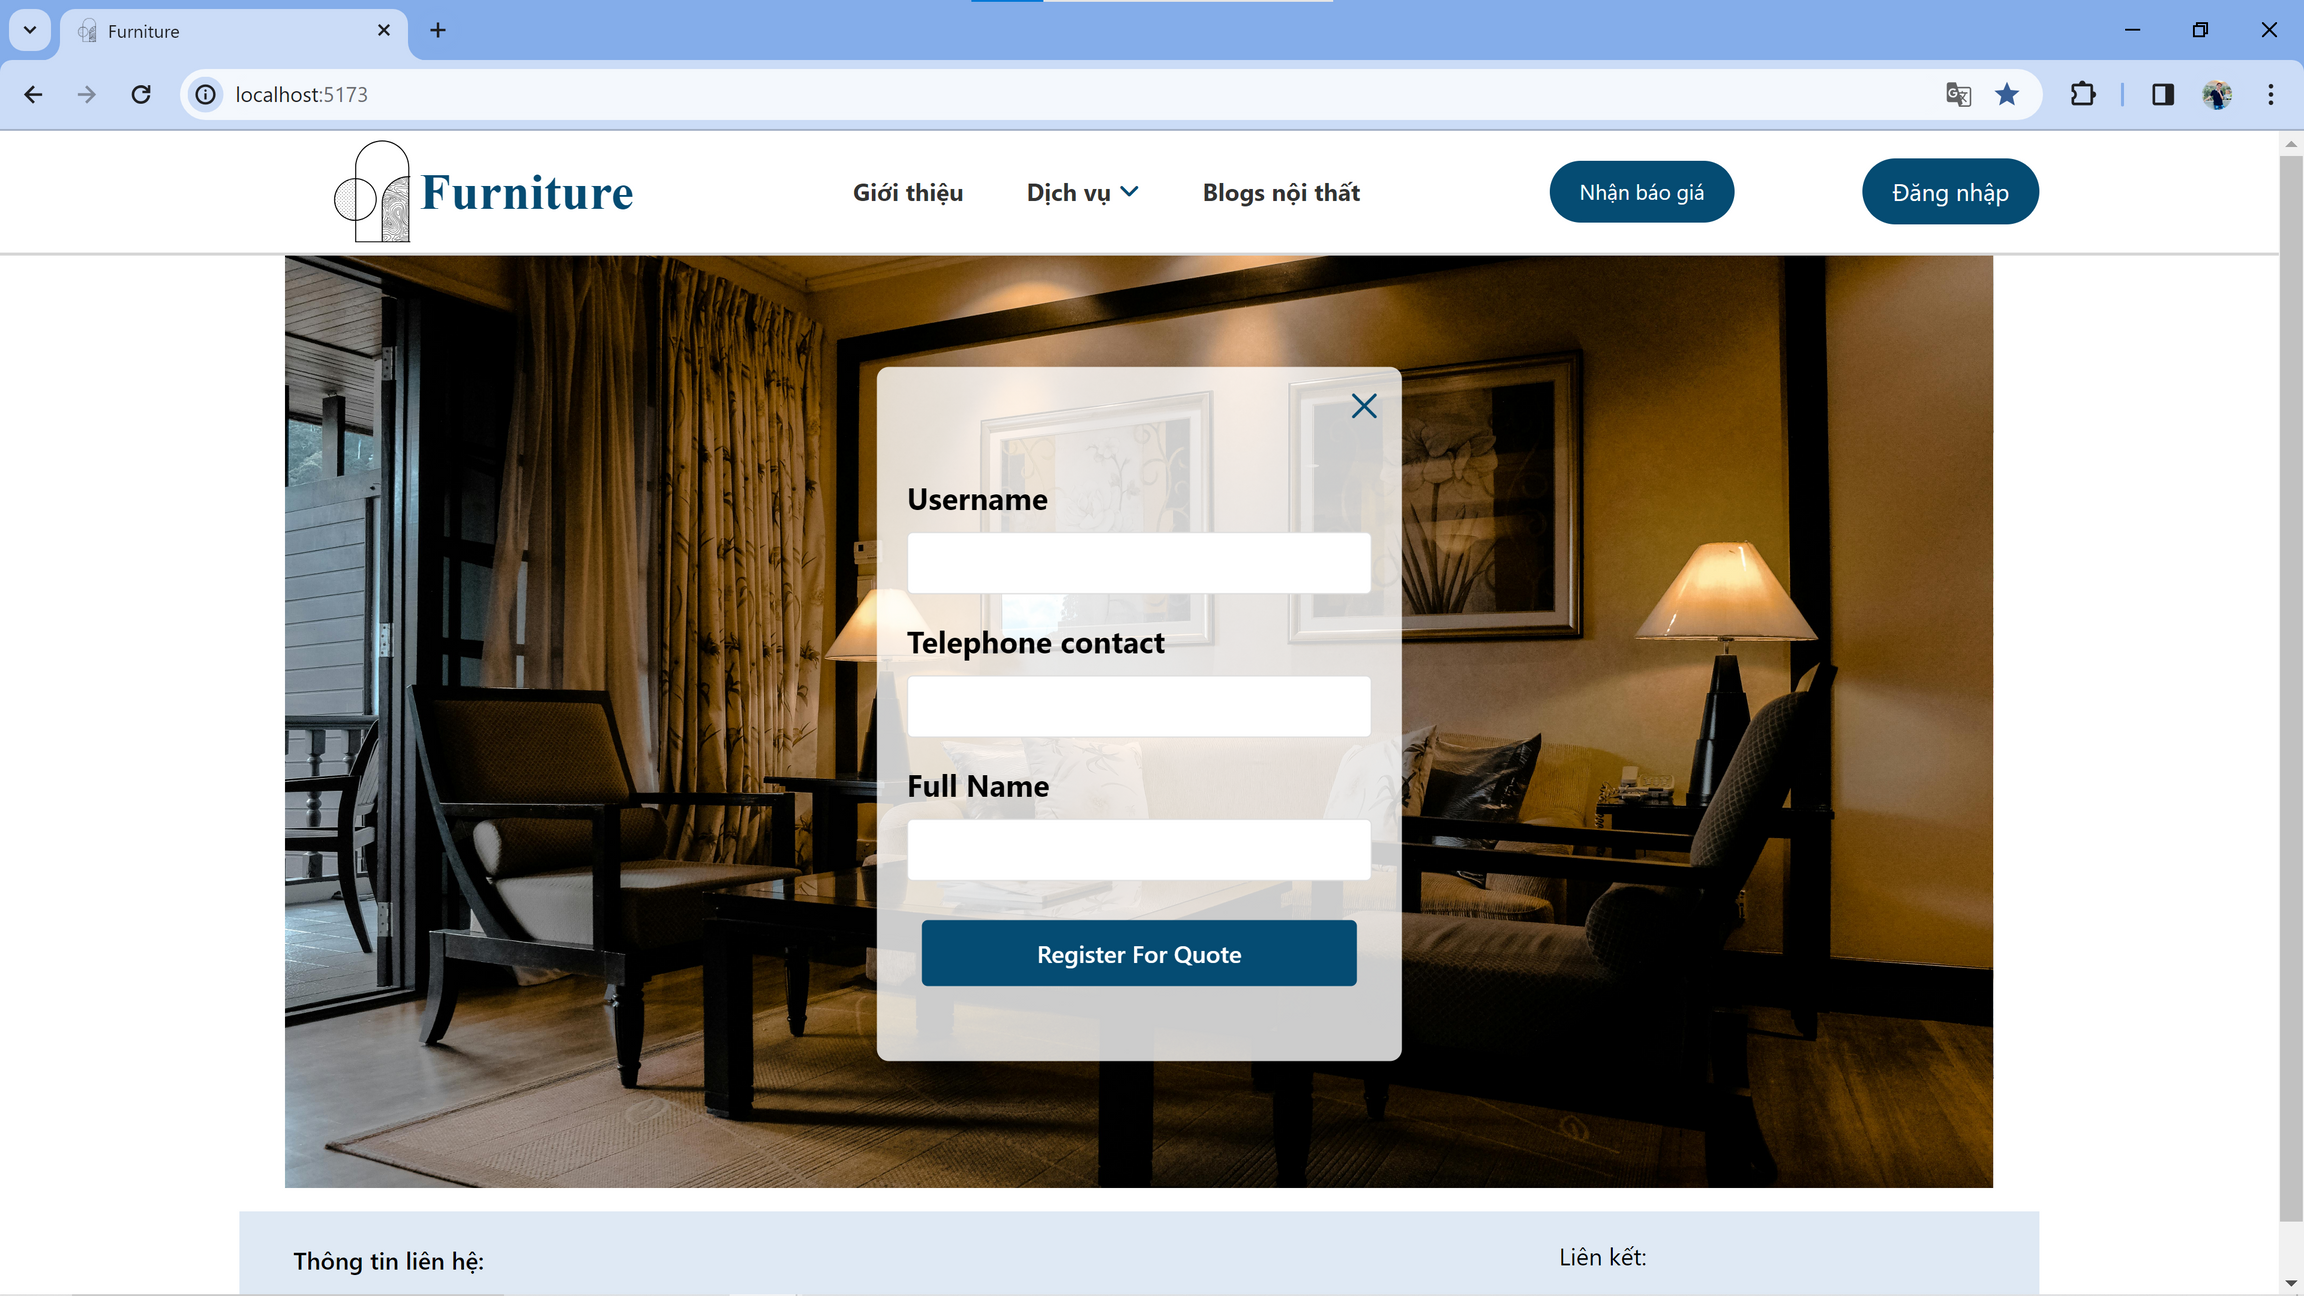 Furniture
localhost:5173
Furniture
Giới thiệu
Dịch vụ
Blogs nội thất
Nhận báo giá
Đăng nhập
Username
Telephone contact
Full Name
Register For Quote
Thông tin liên hệ:
Liên kết: